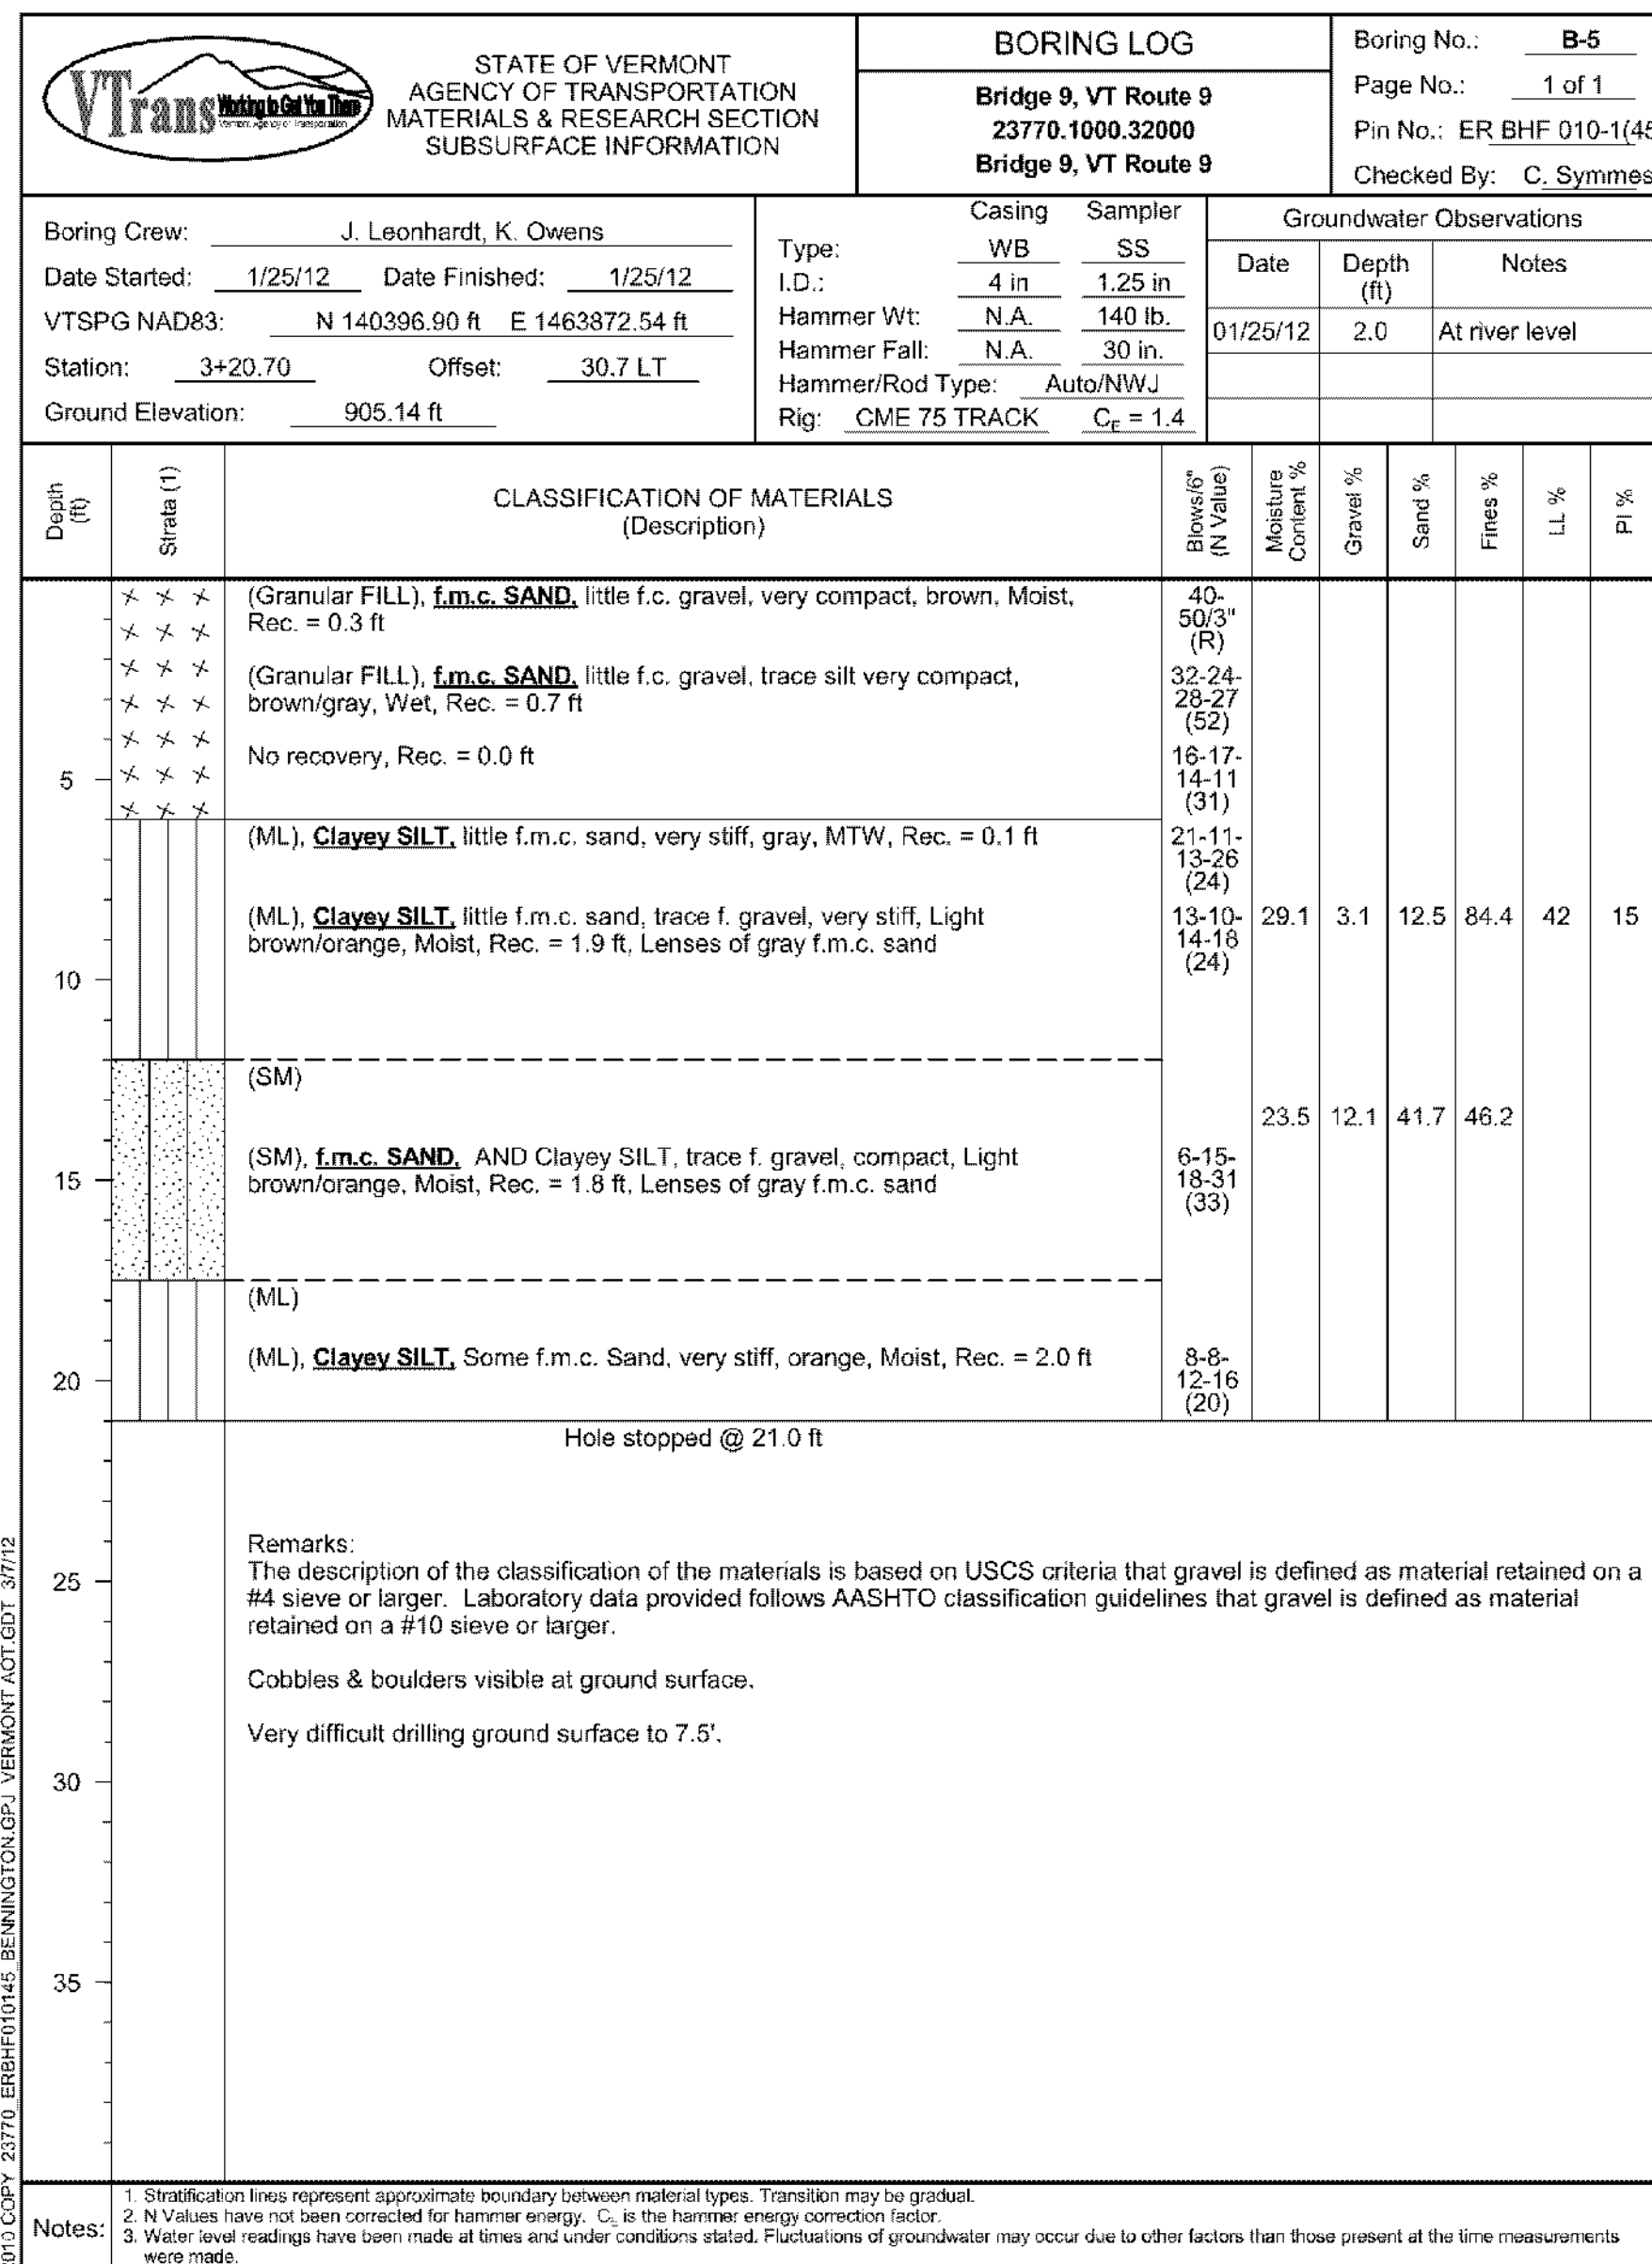 VTrans Working to Get You There
Vermont Agency of Transportation
STATE OF VERMONT
AGENCY OF TRANSPORTATION
MATERIALS & RESEARCH SECTION
SUBSURFACE INFORMATION
BORING LOG
Bridge 9, VT Route 9
23770.1000.32000
Bridge 9, VT Route 9
Boring No.: B-5
Page No.: 1 of 1
Pin No.: ER BHF 010-1(45
Checked By: C. Symmes
Boring Crew: J. Leonhardt, K. Owens
Date Started: 1/25/12 Date Finished: 1/25/12
VTSPG NAD83: N 140396.90 ft E 1463872.54 ft
Station: 3+20.70 Offset: 30.7 LT
Ground Elevation: 905.14 ft
Casing Sampler
Type: WB SS
I.D.: 4 in 1.25 in
Hammer Wt: N.A. 140 lb.
Hammer Fall: N.A. 30 in.
Hammer/Rod Type: Auto/NWJ
Rig: CME 75 TRACK CE = 1.4
Groundwater Observations
Date Depth (ft) Notes
01/25/12 2.0 At river level
Depth (ft) Strata (1) CLASSIFICATION OF MATERIALS (Description) Blows/6" (N Value) Moisture Content % Gravel % Sand % Fines % LL % PI %
(Granular FILL), f.m.c. SAND, little f.c. gravel, very compact, brown, Moist,
Rec. = 0.3 ft
40-
50/3"
(R)
(Granular FILL), f.m.c. SAND, little f.c. gravel, trace silt very compact,
brown/gray, Wet, Rec. = 0.7 ft
32-24-
28-27
(52)
No recovery, Rec. = 0.0 ft
16-17-
14-11
(31)
5
(ML), Clayey SILT, little f.m.c. sand, very stiff, gray, MTW, Rec. = 0.1 ft
21-11-
13-26
(24)
(ML), Clayey SILT, little f.m.c. sand, trace f. gravel, very stiff, Light
brown/orange, Moist, Rec. = 1.9 ft, Lenses of gray f.m.c. sand
13-10-
14-18
(24)
29.1 3.1 12.5 84.4 42 15
10
(SM)
23.5 12.1 41.7 46.2
(SM), f.m.c. SAND, AND Clayey SILT, trace f. gravel, compact, Light
brown/orange, Moist, Rec. = 1.8 ft, Lenses of gray f.m.c. sand
6-15-
18-31
(33)
15
(ML)
(ML), Clayey SILT, Some f.m.c. Sand, very stiff, orange, Moist, Rec. = 2.0 ft
8-8-
12-16
(20)
20
Hole stopped @ 21.0 ft
Remarks:
The description of the classification of the materials is based on USCS criteria that gravel is defined as material retained on a
#4 sieve or larger. Laboratory data provided follows AASHTO classification guidelines that gravel is defined as material
retained on a #10 sieve or larger.
25
Cobbles & boulders visible at ground surface.
Very difficult drilling ground surface to 7.5'.
30
35
2010 COPY 23770_ERBHF010145_BENNINGTON.GPJ VERMONT AOT.GDT 3/7/12
Notes:
1. Stratification lines represent approximate boundary between material types. Transition may be gradual.
2. N Values have not been corrected for hammer energy. CE is the hammer energy correction factor.
3. Water level readings have been made at times and under conditions stated. Fluctuations of groundwater may occur due to other factors than those present at the time measurements
were made.